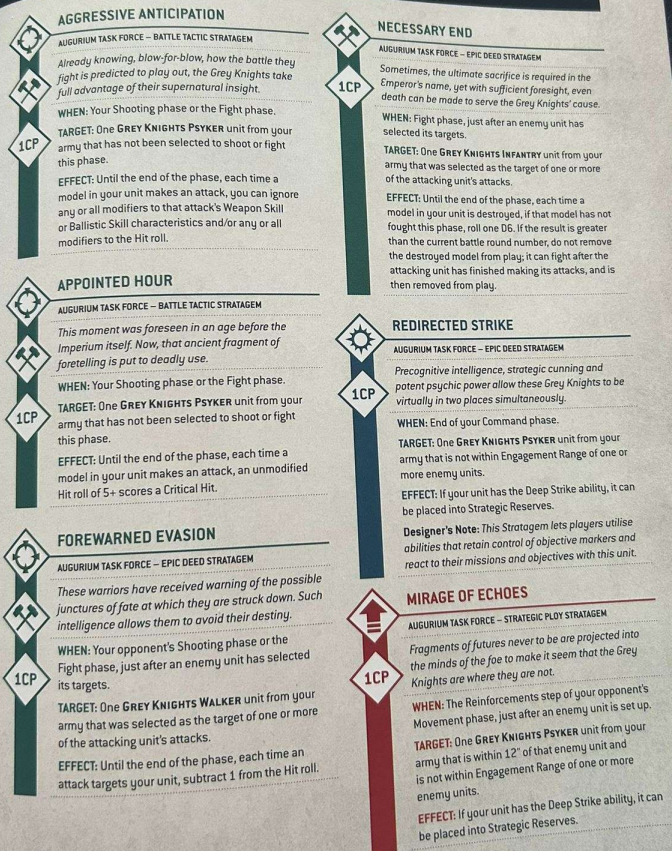 AGGRESSIVE ANTICIPATION
AUGURIUM TASK FORCE – BATTLE TACTIC STRATAGEM
Already knowing, blow-for-blow, how the battle they
fight is predicted to play out, the Grey Knights take
full advantage of their supernatural insight.
1CP
WHEN: Your Shooting phase or the Fight phase.
TARGET: One GREY KNIGHTS PSYKER unit from your
army that has not been selected to shoot or fight
this phase.
EFFECT: Until the end of the phase, each time a
model in your unit makes an attack, you can ignore
any or all modifiers to that attack's Weapon Skill
or Ballistic Skill characteristics and/or any or all
modifiers to the Hit roll.
APPOINTED HOUR
AUGURIUM TASK FORCE – BATTLE TACTIC STRATAGEM
This moment was foreseen in an age before the
Imperium itself. Now, that ancient fragment of
foretelling is put to deadly use.
1CP
WHEN: Your Shooting phase or the Fight phase.
TARGET: One GREY KNIGHTS PSYKER unit from your
army that has not been selected to shoot or fight
this phase.
EFFECT: Until the end of the phase, each time a
model in your unit makes an attack, an unmodified
Hit roll of 5+ scores a Critical Hit.
FOREWARNED EVASION
AUGURIUM TASK FORCE – EPIC DEED STRATAGEM
These warriors have received warning of the possible
junctures of fate at which they are struck down. Such
intelligence allows them to avoid their destiny.
1CP
WHEN: Your opponent's Shooting phase or the
Fight phase, just after an enemy unit has selected
its targets.
TARGET: One GREY KNIGHTS WALKER unit from your
army that was selected as the target of one or more
of the attacking unit's attacks.
EFFECT: Until the end of the phase, each time an
attack targets your unit, subtract 1 from the Hit roll.
NECESSARY END
AUGURIUM TASK FORCE – EPIC DEED STRATAGEM
Sometimes, the ultimate sacrifice is required in the
Emperor's name, yet with sufficient foresight, even
death can be made to serve the Grey Knights' cause.
1CP
WHEN: Fight phase, just after an enemy unit has
selected its targets.
TARGET: One GREY KNIGHTS INFANTRY unit from your
army that was selected as the target of one or more
of the attacking unit's attacks.
EFFECT: Until the end of the phase, each time a
model in your unit is destroyed, if that model has not
fought this phase, roll one D6. If the result is greater
than the current battle round number, do not remove
the destroyed model from play; it can fight after the
attacking unit has finished making its attacks, and is
then removed from play.
REDIRECTED STRIKE
AUGURIUM TASK FORCE – EPIC DEED STRATAGEM
Precognitive intelligence, strategic cunning and
potent psychic power allow these Grey Knights to be
virtually in two places simultaneously.
1CP
WHEN: End of your Command phase.
TARGET: One GREY KNIGHTS PSYKER unit from your
army that is not within Engagement Range of one or
more enemy units.
EFFECT: If your unit has the Deep Strike ability, it can
be placed into Strategic Reserves.
Designer's Note: This Stratagem lets players utilise
abilities that retain control of objective markers and
react to their missions and objectives with this unit.
MIRAGE OF ECHOES
AUGURIUM TASK FORCE – STRATEGIC PLOY STRATAGEM
Fragments of futures never to be are projected into
the minds of the foe to make it seem that the Grey
Knights are where they are not.
1CP
WHEN: The Reinforcements step of your opponent's
Movement phase, just after an enemy unit is set up.
TARGET: One GREY KNIGHTS PSYKER unit from your
army that is within 12" of that enemy unit and
is not within Engagement Range of one or more
enemy units.
EFFECT: If your unit has the Deep Strike ability, it can
be placed into Strategic Reserves.